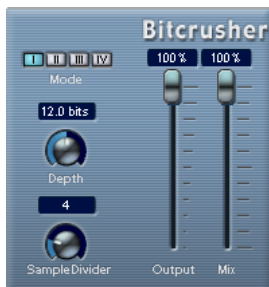 Bitcrusher
I II III IV
Mode
100 % 100 %
12.0 bits
Depth
4
Sample Divider
Output Mix